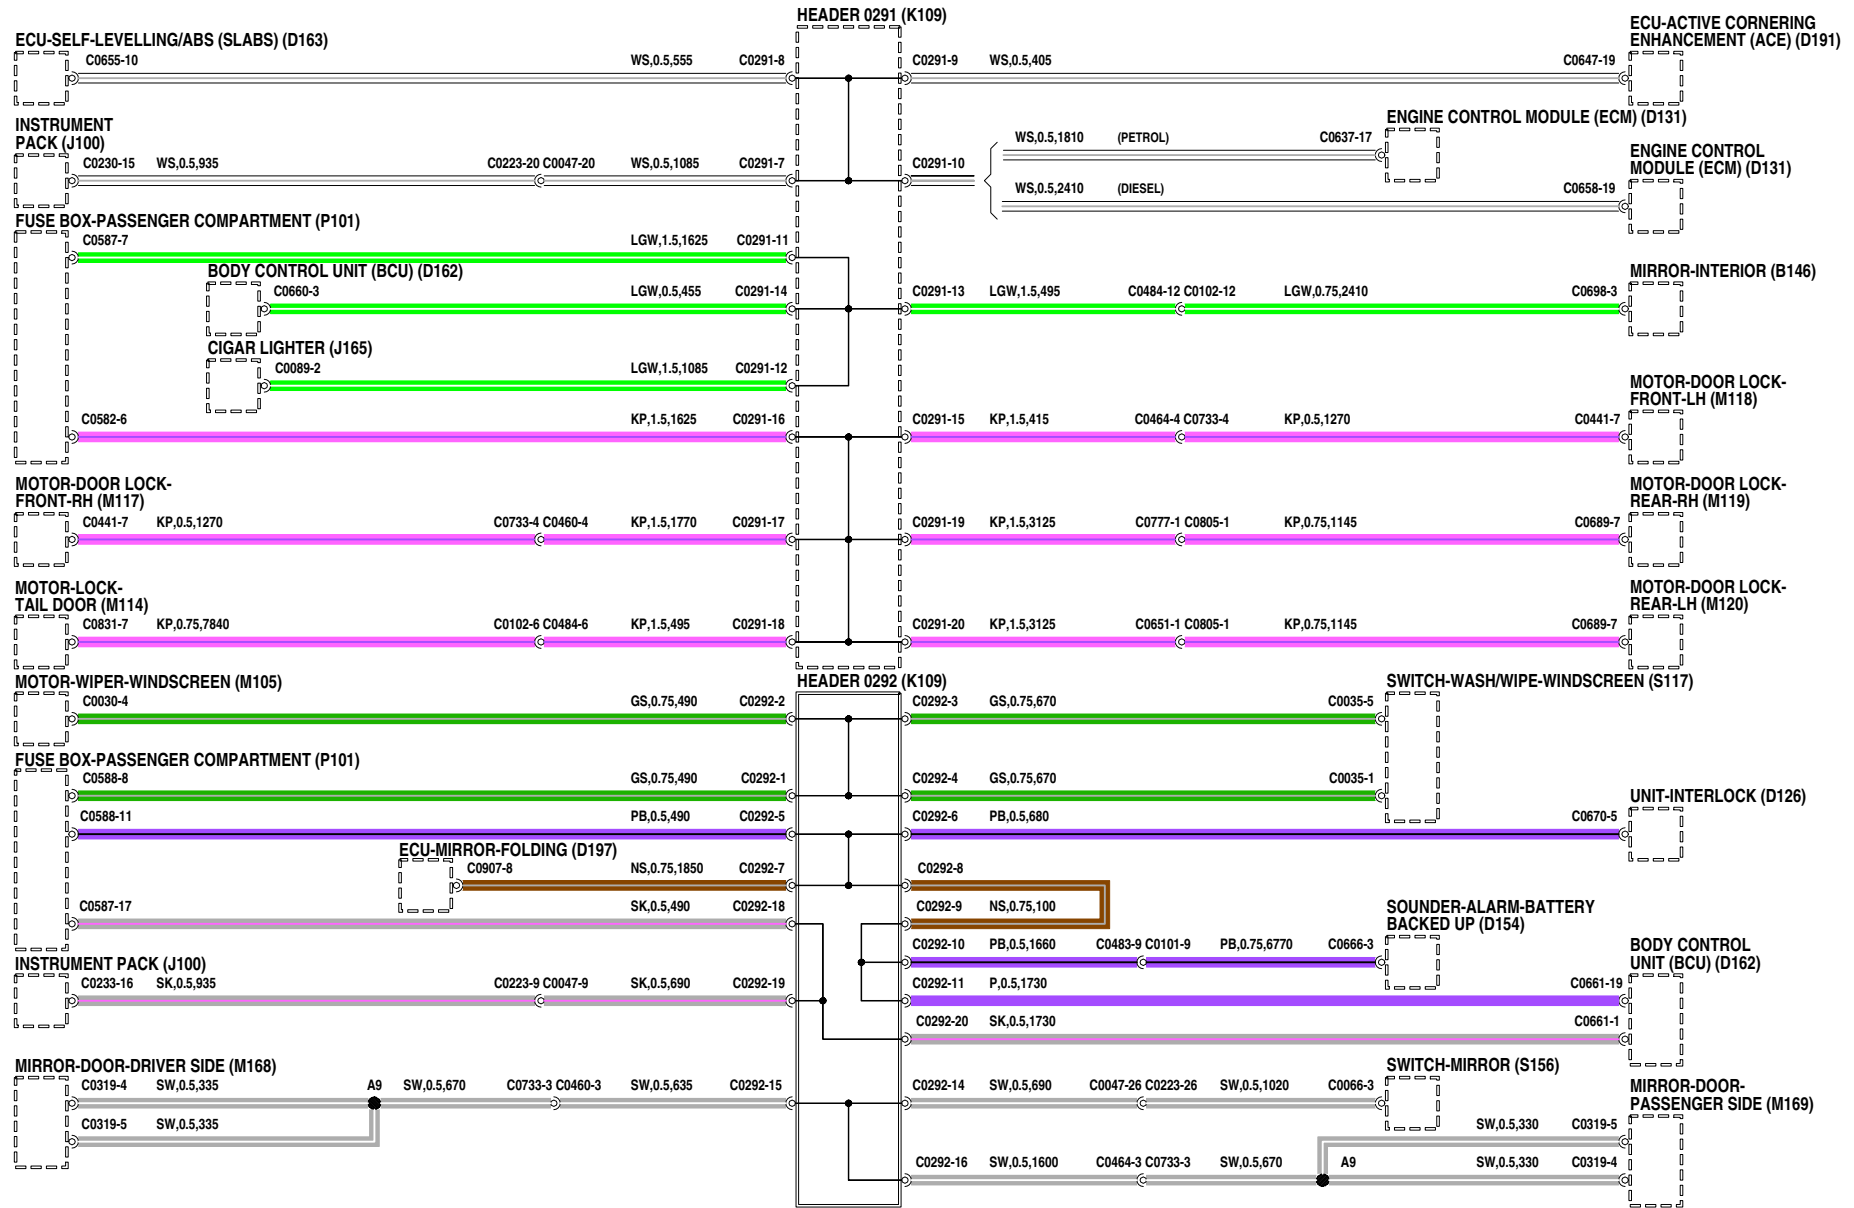 HEADER 0291 (K109)
ECU-SELF-LEVELLING/ABS (SLABS) (D163)
C0655-10 WS,0.5,555 C0291-8
C0291-9 WS,0.5,405 C0647-19
ECU-ACTIVE CORNERING
ENHANCEMENT (ACE) (D191)
INSTRUMENT
PACK (J100)
C0230-15 WS,0.5,935 C0223-20 C0047-20 WS,0.5,1085 C0291-7
C0291-10
WS,0.5,1810 (PETROL) C0637-17
ENGINE CONTROL MODULE (ECM) (D131)
WS,0.5,2410 (DIESEL) C0658-19
ENGINE CONTROL
MODULE (ECM) (D131)
FUSE BOX-PASSENGER COMPARTMENT (P101)
C0587-7 LGW,1.5,1625 C0291-11
BODY CONTROL UNIT (BCU) (D162)
C0660-3 LGW,0.5,455 C0291-14
C0291-13 LGW,1.5,495 C0484-12 C0102-12 LGW,0.75,2410 C0698-3
MIRROR-INTERIOR (B146)
CIGAR LIGHTER (J165)
C0089-2 LGW,1.5,1085 C0291-12
C0582-6 KP,1.5,1625 C0291-16
C0291-15 KP,1.5,415 C0464-4 C0733-4 KP,0.5,1270 C0441-7
MOTOR-DOOR LOCK-
FRONT-LH (M118)
MOTOR-DOOR LOCK-
FRONT-RH (M117)
C0441-7 KP,0.5,1270 C0733-4 C0460-4 KP,1.5,1770 C0291-17
C0291-19 KP,1.5,3125 C0777-1 C0805-1 KP,0.75,1145 C0689-7
MOTOR-DOOR LOCK-
REAR-RH (M119)
MOTOR-LOCK-
TAIL DOOR (M114)
C0831-7 KP,0.75,7840 C0102-6 C0484-6 KP,1.5,495 C0291-18
C0291-20 KP,1.5,3125 C0651-1 C0805-1 KP,0.75,1145 C0689-7
MOTOR-DOOR LOCK-
REAR-LH (M120)
HEADER 0292 (K109)
MOTOR-WIPER-WINDSCREEN (M105)
C0030-4 GS,0.75,490 C0292-2
C0292-3 GS,0.75,670 C0035-5
SWITCH-WASH/WIPE-WINDSCREEN (S117)
FUSE BOX-PASSENGER COMPARTMENT (P101)
C0588-8 GS,0.75,490 C0292-1
C0292-4 GS,0.75,670 C0035-1
C0588-11 PB,0.5,490 C0292-5
C0292-6 PB,0.5,680 C0670-5
UNIT-INTERLOCK (D126)
ECU-MIRROR-FOLDING (D197)
C0907-8 NS,0.75,1850 C0292-7
C0292-8
C0587-17 SK,0.5,490 C0292-18
C0292-9 NS,0.75,100
C0292-10 PB,0.5,1660 C0483-9 C0101-9 PB,0.75,6770 C0666-3
SOUNDER-ALARM-BATTERY
BACKED UP (D154)
INSTRUMENT PACK (J100)
C0233-16 SK,0.5,935 C0223-9 C0047-9 SK,0.5,690 C0292-19
C0292-11 P,0.5,1730 C0661-19
BODY CONTROL
UNIT (BCU) (D162)
C0292-20 SK,0.5,1730 C0661-1
MIRROR-DOOR-DRIVER SIDE (M168)
C0319-4 SW,0.5,335 A9 SW,0.5,670 C0733-3 C0460-3 SW,0.5,635 C0292-15
C0319-5 SW,0.5,335
C0292-14 SW,0.5,690 C0047-26 C0223-26 SW,0.5,1020 C0066-3
SWITCH-MIRROR (S156)
MIRROR-DOOR-
PASSENGER SIDE (M169)
SW,0.5,330 C0319-5
C0292-16 SW,0.5,1600 C0464-3 C0733-3 SW,0.5,670 A9 SW,0.5,330 C0319-4